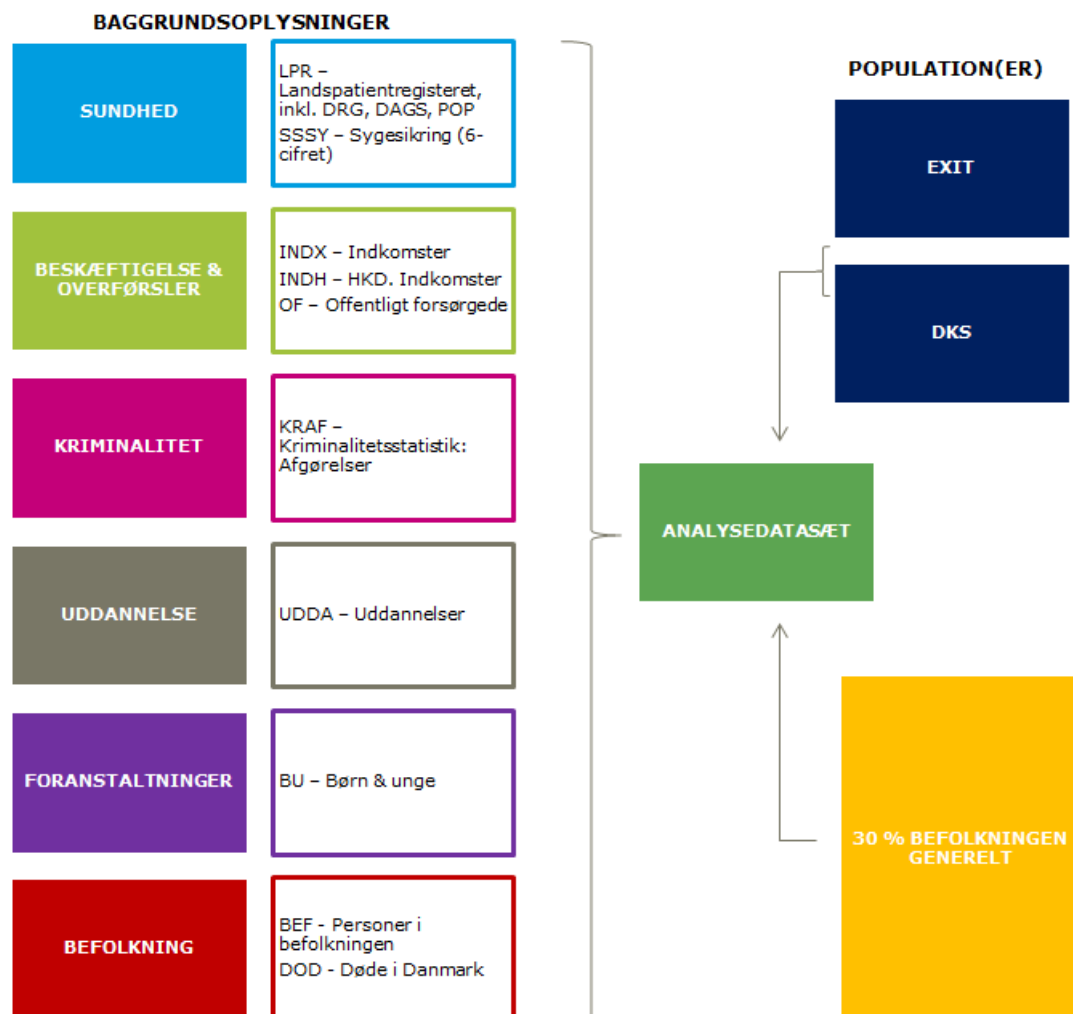 BAGGRUNDSOPLYSNINGER
SUNDHED
LPR –
Landspatientregisteret,
inkl. DRG, DAGS, POP
SSSY – Sygesikring (6-
cifret)
BESKÆFTIGELSE &
OVERFØRSLER
INDX – Indkomster
INDH – HKD. Indkomster
OF – Offentligt forsørgede
KRIMINALITET
KRAF –
Kriminalitetsstatistik:
Afgørelser
UDDANNELSE
UDDA – Uddannelser
FORANSTALTNINGER
BU – Børn & unge
BEFOLKNING
BEF - Personer i
befolkningen
DOD - Døde i Danmark
POPULATION(ER)
EXIT
DKS
ANALYSEDATASÆT
30 % BEFOLKNINGEN
GENERELT